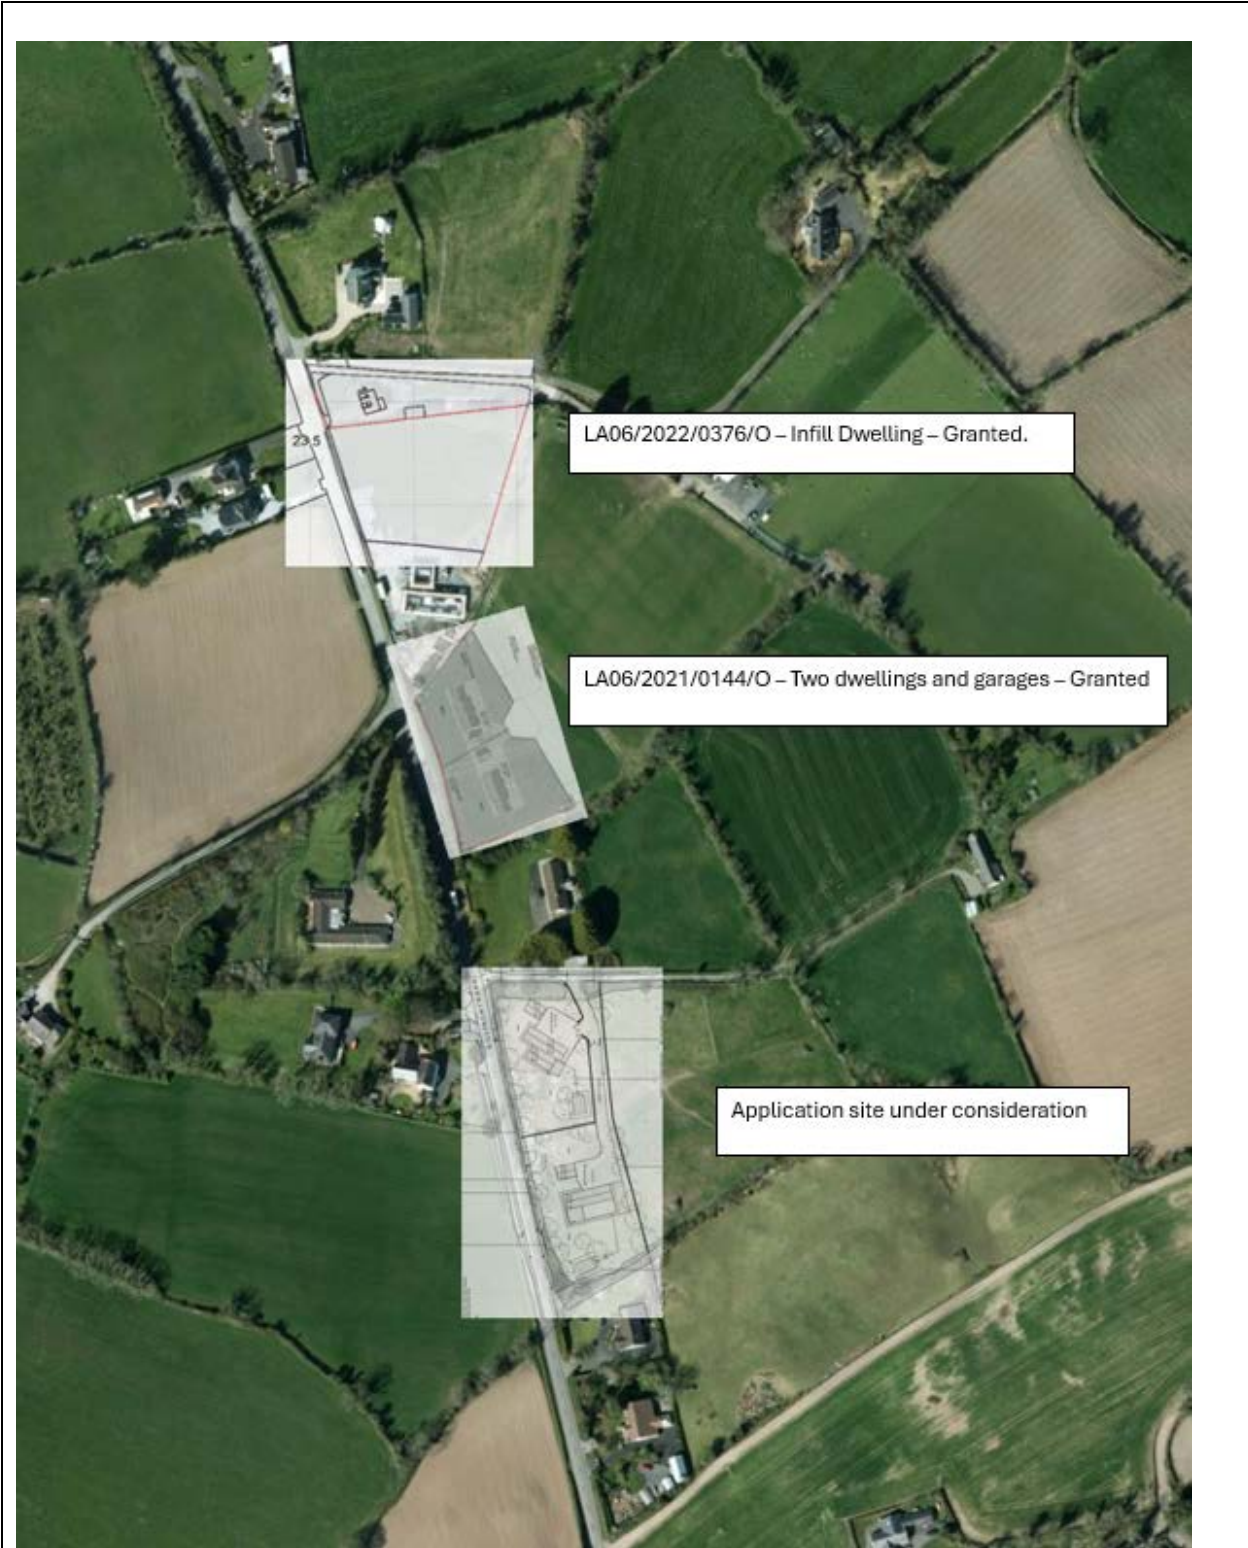 LA06/2022/0376/O – Infill Dwelling – Granted.
23.5
LA06/2021/0144/O – Two dwellings and garages – Granted
Application site under consideration